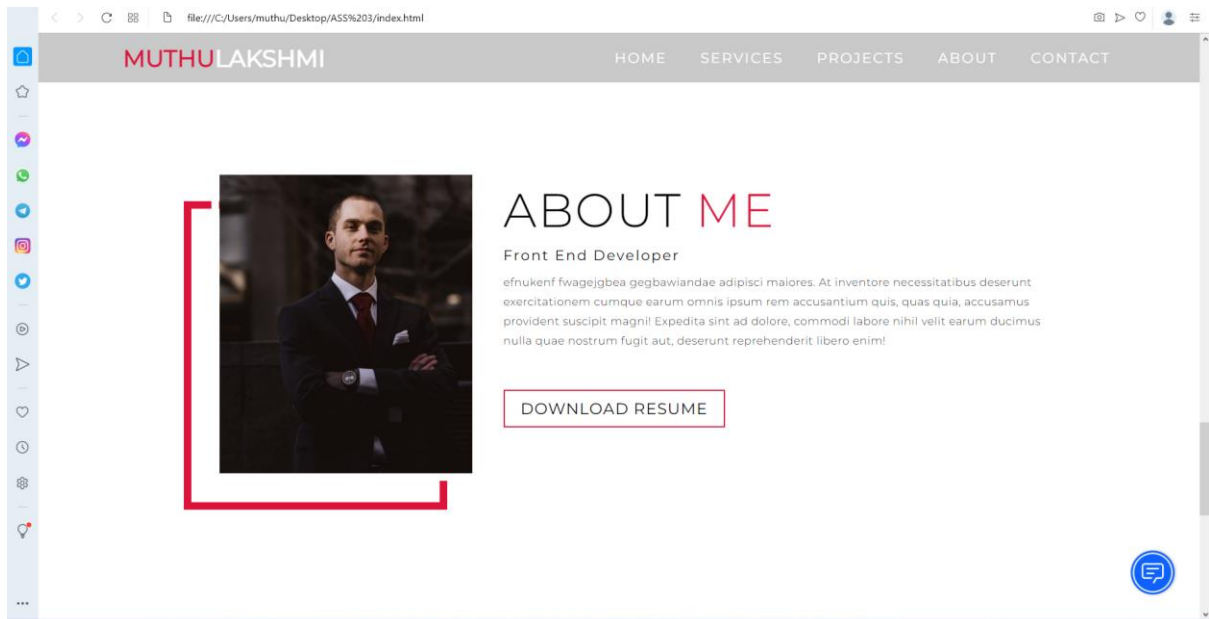 file:///C:/Users/muthu/Desktop/ASS%203/index.html
MUTHULAKSHMI HOME SERVICES PROJECTS ABOUT CONTACT
ABOUT ME
Front End Developer
efnukenf fwagejgbea gegbawiandae adipisci maiores. At inventore necessitatibus deserunt
exercitationem cumque earum omnis ipsum rem accusantium quis, quas quia, accusamus
provident suscipit magni! Expedita sint ad dolore, commodi labore nihil velit earum ducimus
nulla quae nostrum fugit aut, deserunt reprehenderit libero enim!
DOWNLOAD RESUME